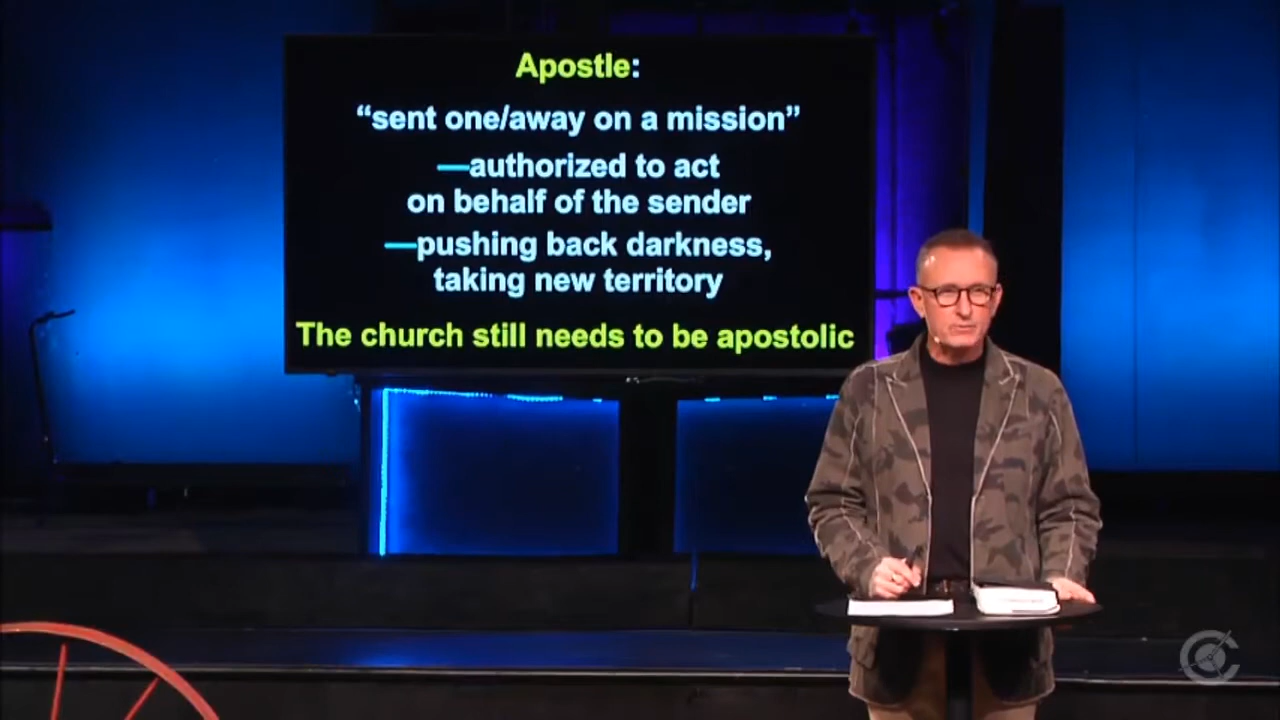 Apostle:
“sent one/away on a mission”
—authorized to act
on behalf of the sender
—pushing back darkness,
taking new territory
The church still needs to be apostolic